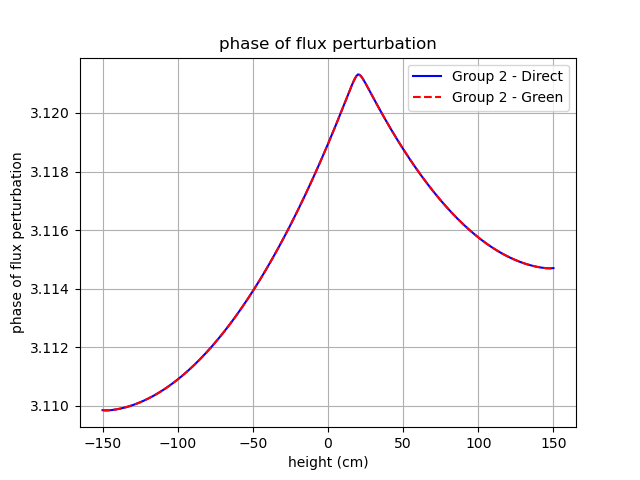 phase of flux perturbation
Group 2 - Direct
Group 2 - Green
phase of flux perturbation
3.120
3.118
3.116
3.114
3.112
3.110
−150
−100
−50
0
50
100
150
height (cm)